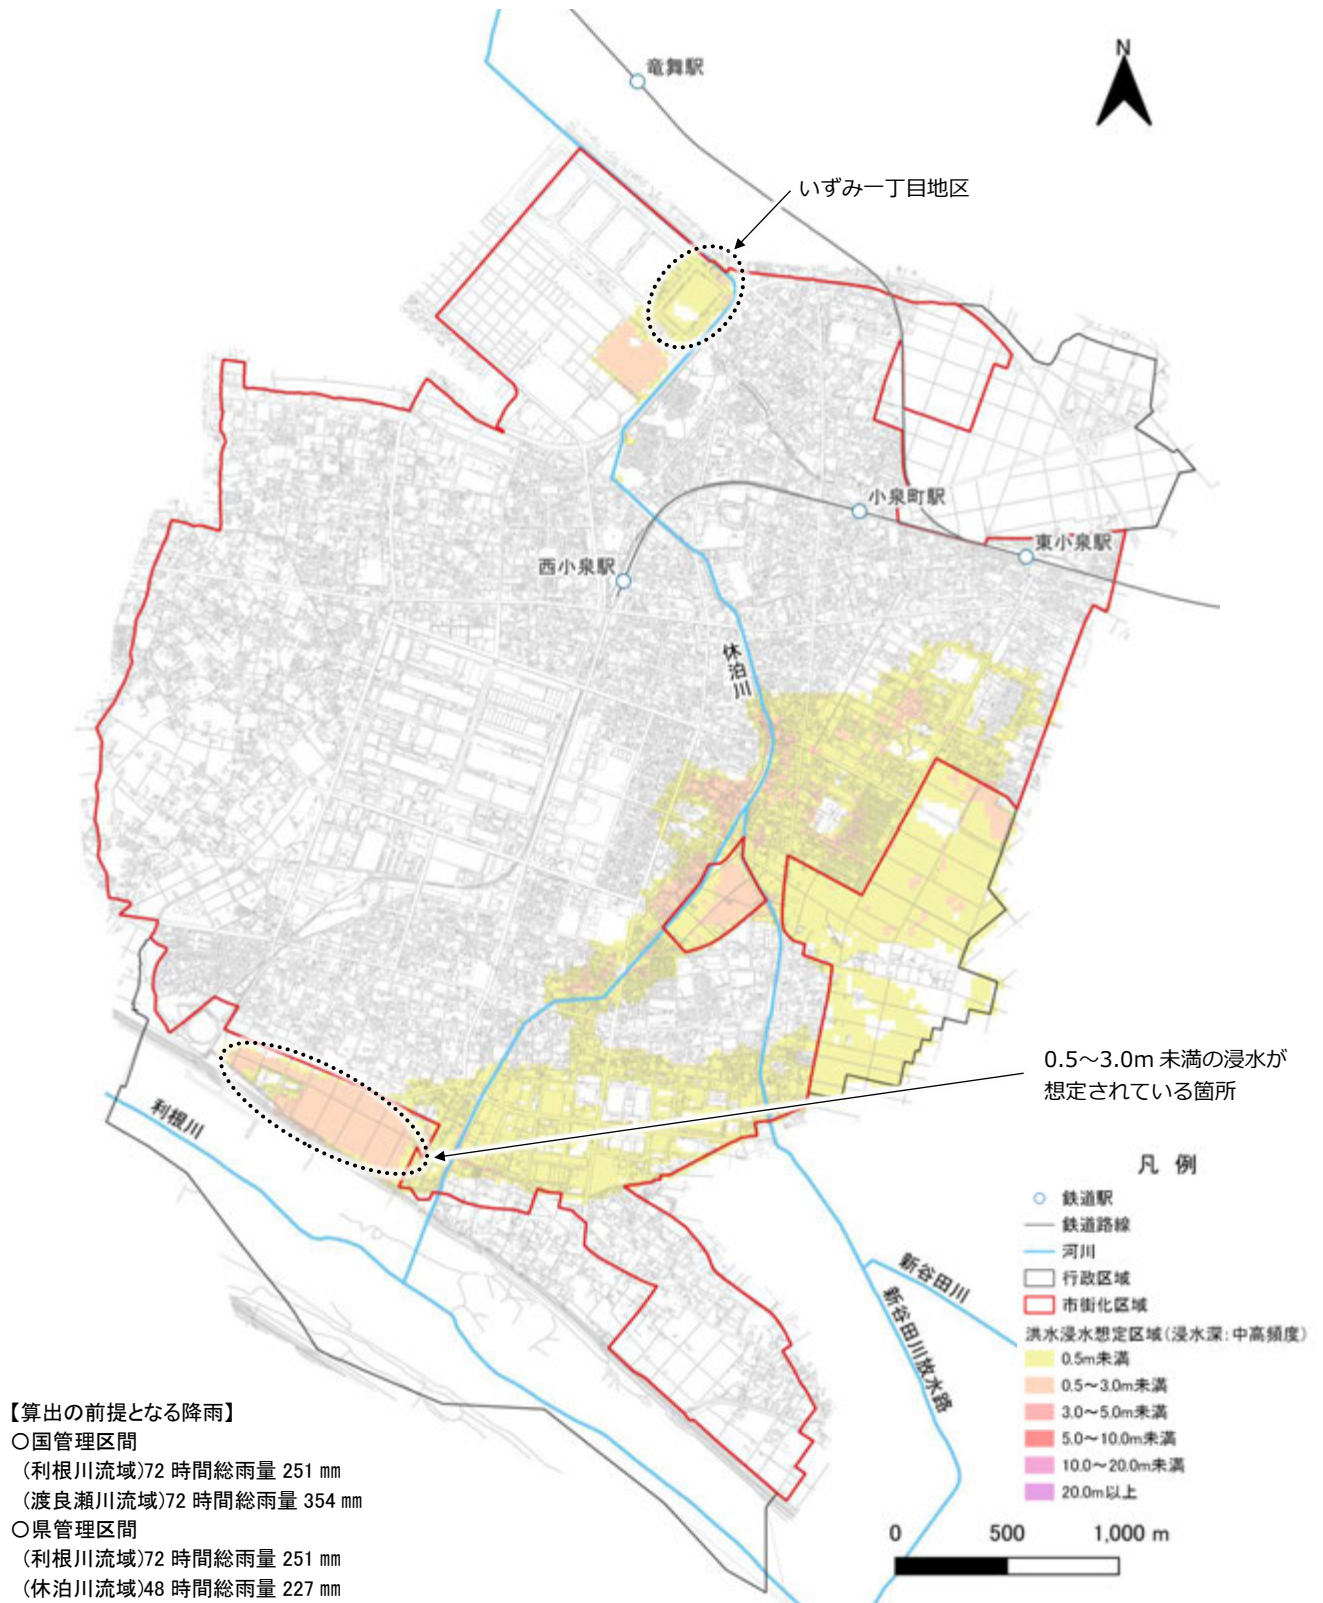 N
竜舞駅
いずみ一丁目地区
小泉町駅
東小泉駅
西小泉駅
休泊川
0.5～3.0m 未満の浸水が
想定されている箇所
利根川
新谷田川
新谷田川放水路
凡 例
鉄道駅
鉄道路線
河川
行政区域
市街化区域
洪水浸水想定区域(浸水深:中高頻度)
0.5m未満
0.5～3.0m未満
3.0～5.0m未満
5.0～10.0m未満
10.0～20.0m未満
20.0m以上
0 500 1,000 m
【算出の前提となる降雨】
○国管理区間
(利根川流域)72 時間総雨量 251 ㎜
(渡良瀬川流域)72 時間総雨量 354 ㎜
○県管理区間
(利根川流域)72 時間総雨量 251 ㎜
(休泊川流域)48 時間総雨量 227 ㎜